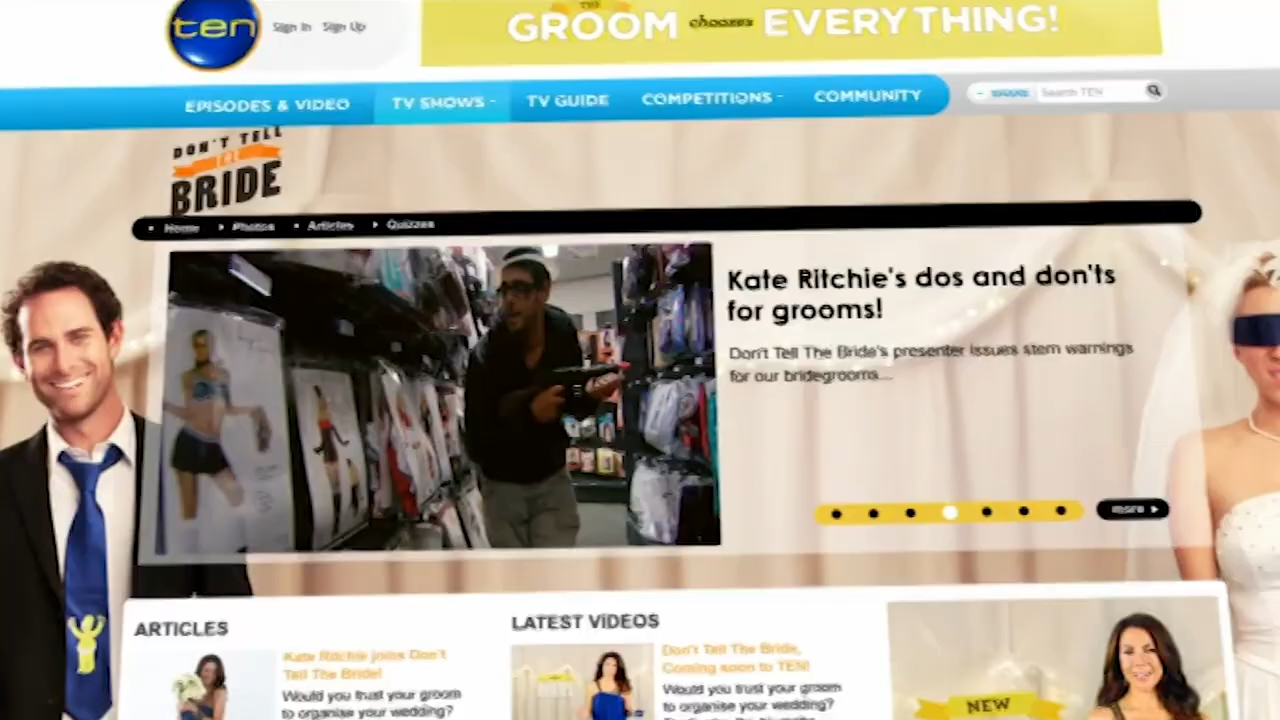 ten
Sign In Sign Up
THE
GROOM chooses EVERYTHING!
EPISODES & VIDEO TV SHOWS TV GUIDE COMPETITIONS COMMUNITY
SHARE
Search TEN
DON'T TELL
BRIDE
Home Photos Articles Quizzes
Kate Ritchie's dos and don'ts
for grooms!
Don't Tell The Bride's presenter issues stern warnings
for our bridegrooms...
more
ARTICLES
Kate Ritchie joins Don't
Tell The Bride!
Would you trust your groom
to organise your wedding?
LATEST VIDEOS
Don't Tell The Bride,
Coming soon to TEN!
Would you trust your groom
to organise your wedding?
NEW